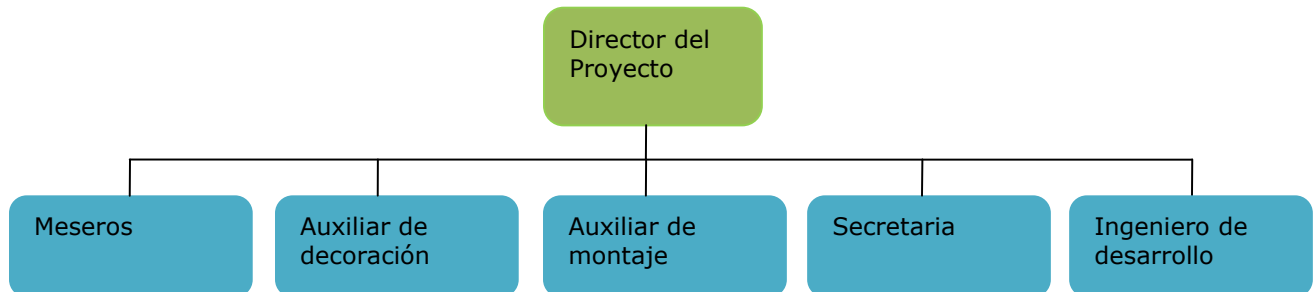 Director del
Proyecto
Meseros
Auxiliar de
decoración
Auxiliar de
montaje
Secretaria
Ingeniero de
desarrollo